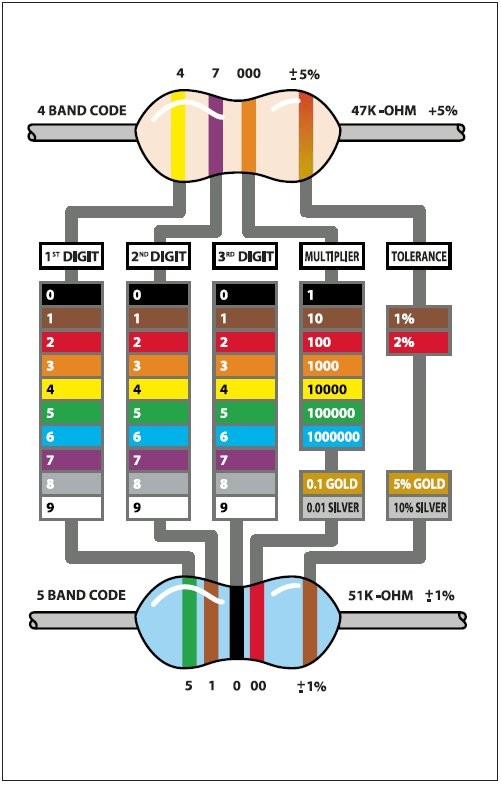 4 7 000 ±5%
4 BAND CODE 47K-OHM +5%
1ST DIGIT 2ND DIGIT 3RD DIGIT MULTIPLIER TOLERANCE
0 0 0 1
1 1 1 10 1%
2 2 2 100 2%
3 3 3 1000
4 4 4 10000
5 5 5 100000
6 6 6 1000000
7 7 7
8 8 8 0.1 GOLD 5% GOLD
9 9 9 0.01 SILVER 10% SILVER
5 BAND CODE 51K-OHM ±1%
5 1 0 00 ±1%